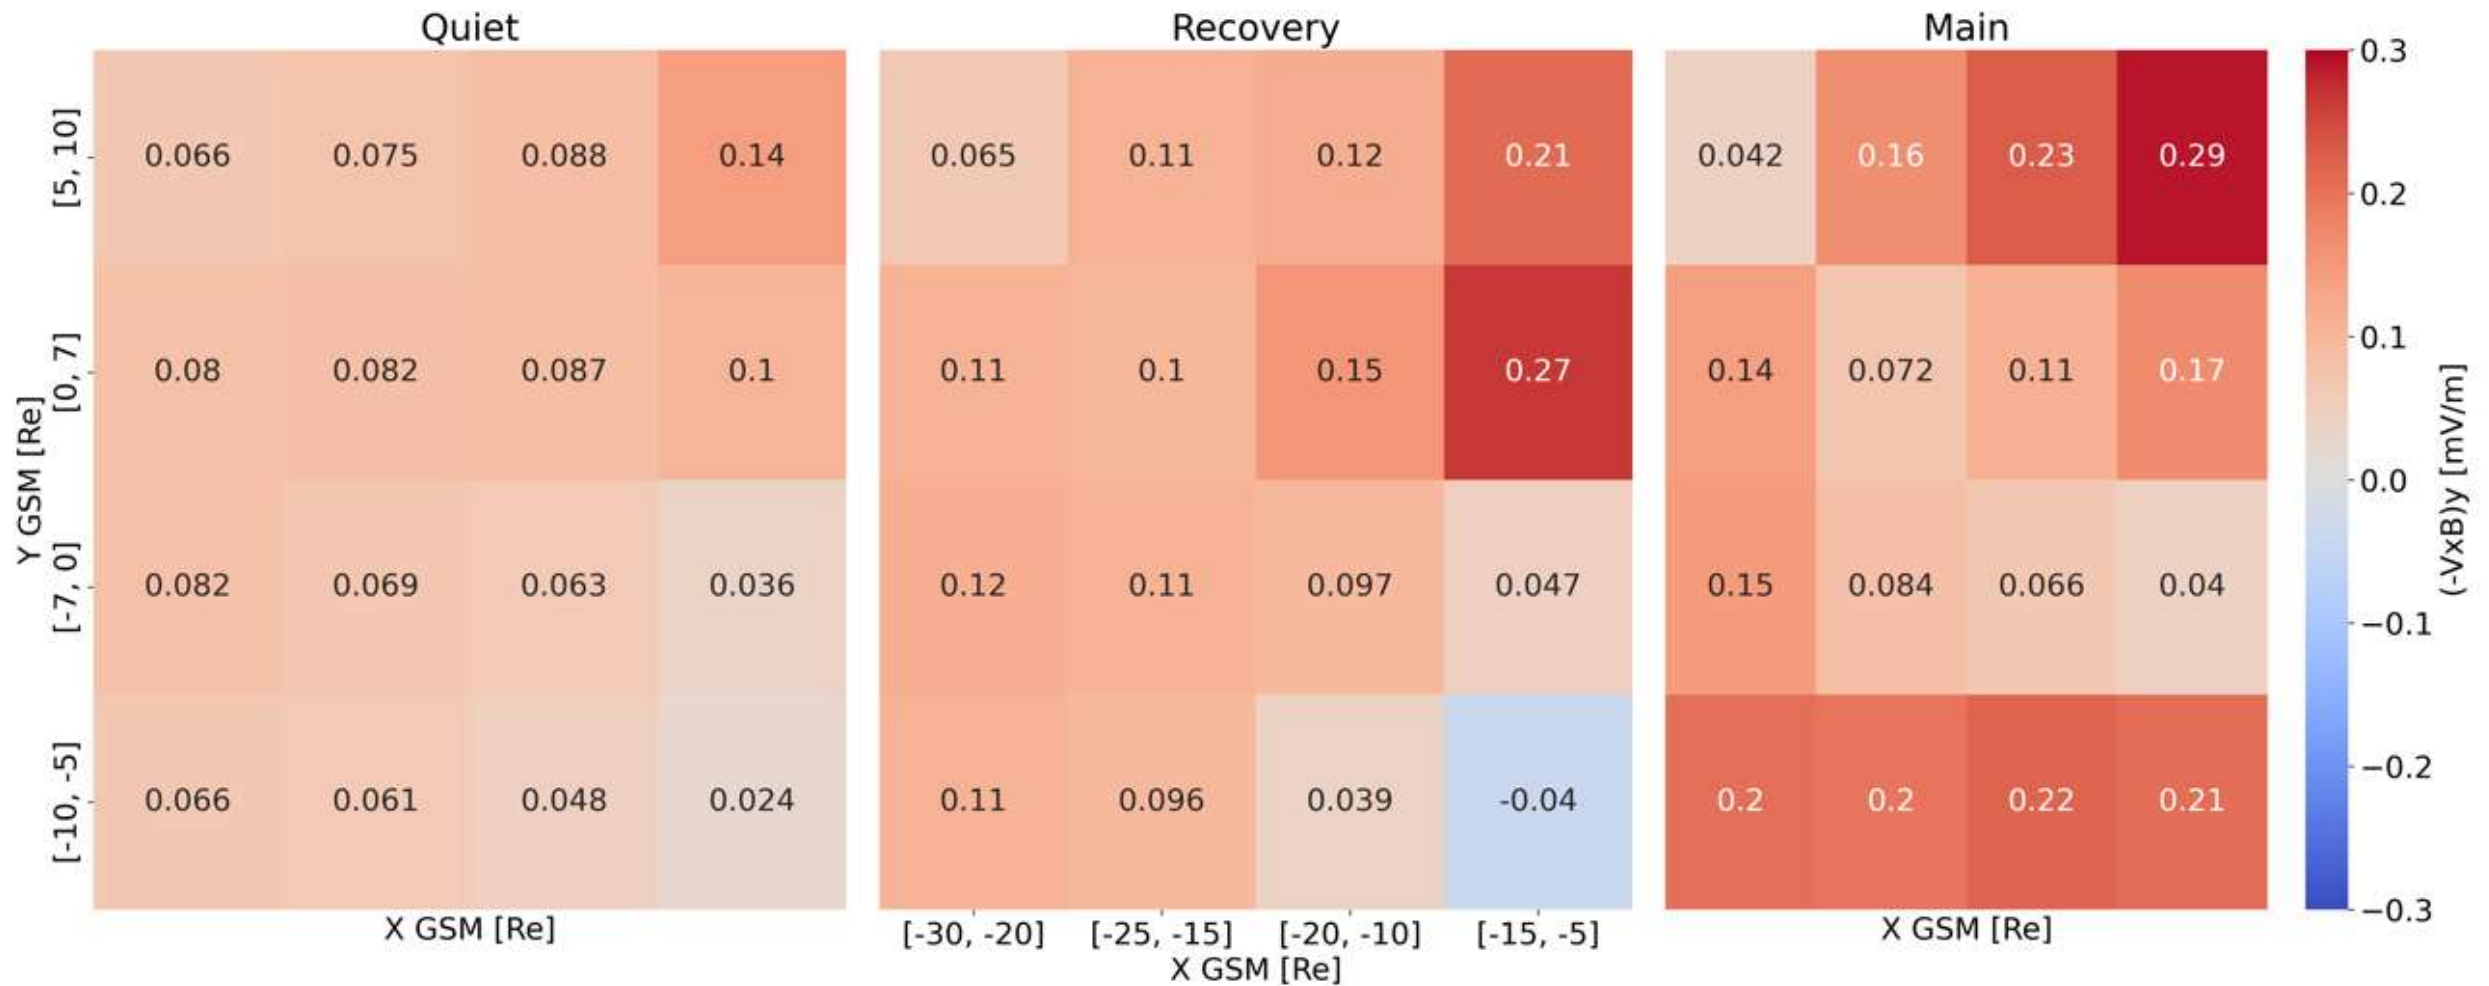 Quiet
Recovery
Main
Y GSM [Re]
[5, 10]
0.066 0.075 0.088 0.14
0.065 0.11 0.12 0.21
0.042 0.16 0.23 0.29
[0, 7]
0.08 0.082 0.087 0.1
0.11 0.1 0.15 0.27
0.14 0.072 0.11 0.17
[-7, 0]
0.082 0.069 0.063 0.036
0.12 0.11 0.097 0.047
0.15 0.084 0.066 0.04
[-10, -5]
0.066 0.061 0.048 0.024
0.11 0.096 0.039 -0.04
0.2 0.2 0.22 0.21
X GSM [Re]
[-30, -20] [-25, -15] [-20, -10] [-15, -5]
X GSM [Re]
X GSM [Re]
0.3
0.2
0.1
0.0
−0.1
−0.2
−0.3
(-VxB)y [mV/m]